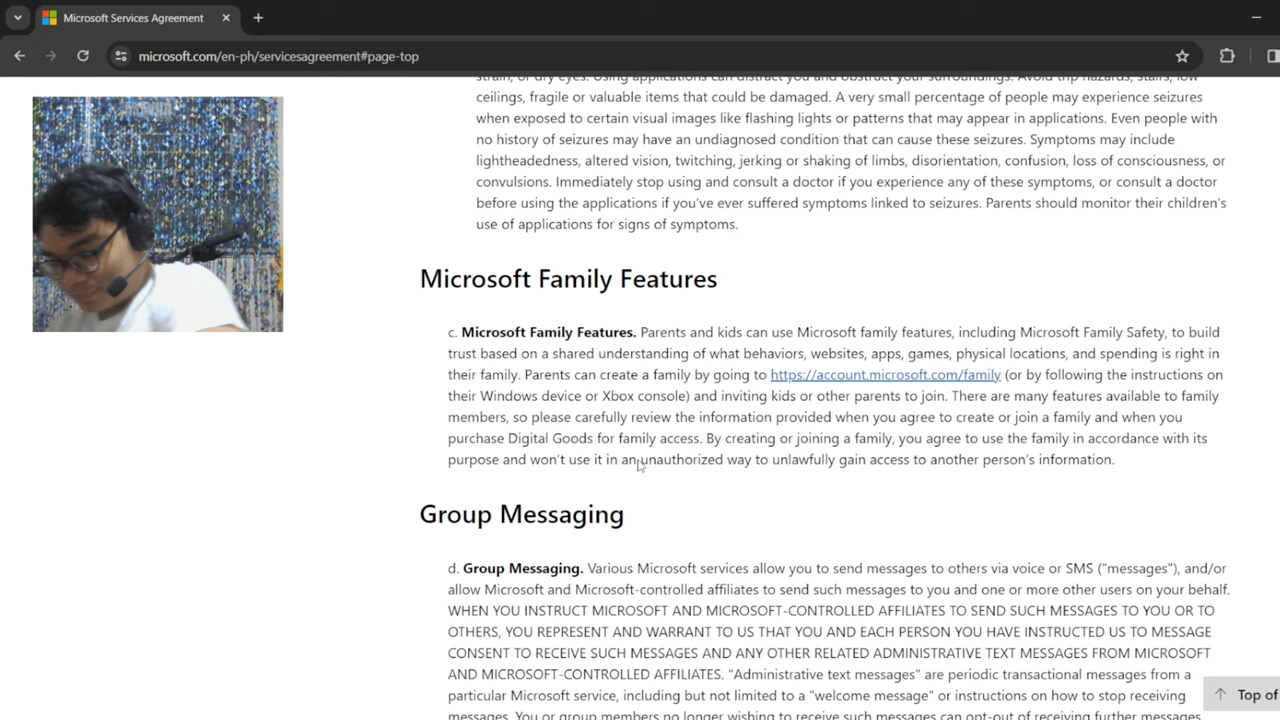 Microsoft Services Agreement
microsoft.com/en-ph/servicesagreement#page-top
strain, or dry eyes. Using applications can distract you and obstruct your surroundings. Avoid trip hazards, stairs, low
ceilings, fragile or valuable items that could be damaged. A very small percentage of people may experience seizures
when exposed to certain visual images like flashing lights or patterns that may appear in applications. Even people with
no history of seizures may have an undiagnosed condition that can cause these seizures. Symptoms may include
lightheadedness, altered vision, twitching, jerking or shaking of limbs, disorientation, confusion, loss of consciousness, or
convulsions. Immediately stop using and consult a doctor if you experience any of these symptoms, or consult a doctor
before using the applications if you've ever suffered symptoms linked to seizures. Parents should monitor their children's
use of applications for signs of symptoms.
Microsoft Family Features
c. Microsoft Family Features. Parents and kids can use Microsoft family features, including Microsoft Family Safety, to build
trust based on a shared understanding of what behaviors, websites, apps, games, physical locations, and spending is right in
their family. Parents can create a family by going to https://account.microsoft.com/family (or by following the instructions on
their Windows device or Xbox console) and inviting kids or other parents to join. There are many features available to family
members, so please carefully review the information provided when you agree to create or join a family and when you
purchase Digital Goods for family access. By creating or joining a family, you agree to use the family in accordance with its
purpose and won't use it in an unauthorized way to unlawfully gain access to another person's information.
Group Messaging
d. Group Messaging. Various Microsoft services allow you to send messages to others via voice or SMS ("messages"), and/or
allow Microsoft and Microsoft-controlled affiliates to send such messages to you and one or more other users on your behalf.
WHEN YOU INSTRUCT MICROSOFT AND MICROSOFT-CONTROLLED AFFILIATES TO SEND SUCH MESSAGES TO YOU OR TO
OTHERS, YOU REPRESENT AND WARRANT TO US THAT YOU AND EACH PERSON YOU HAVE INSTRUCTED US TO MESSAGE
CONSENT TO RECEIVE SUCH MESSAGES AND ANY OTHER RELATED ADMINISTRATIVE TEXT MESSAGES FROM MICROSOFT
AND MICROSOFT-CONTROLLED AFFILIATES. "Administrative text messages" are periodic transactional messages from a
particular Microsoft service, including but not limited to a "welcome message" or instructions on how to stop receiving
messages. You or group members no longer wishing to receive such messages can opt-out of receiving further messages
Top of